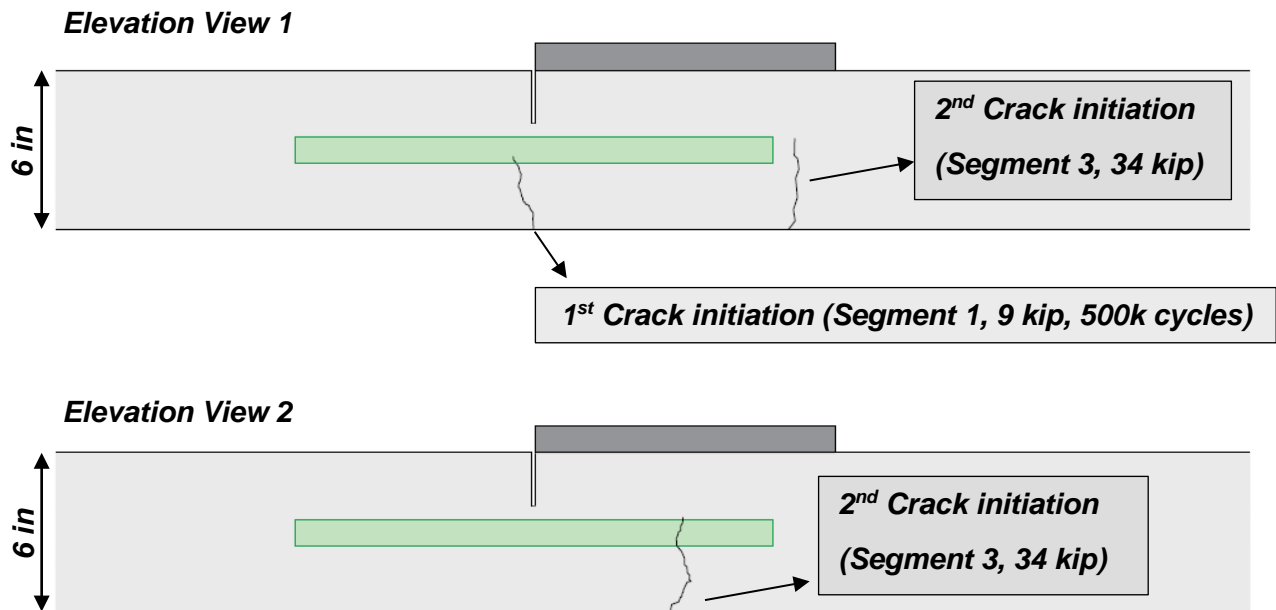 Elevation View 1
6 in
2nd Crack initiation
(Segment 3, 34 kip)
1st Crack initiation (Segment 1, 9 kip, 500k cycles)
Elevation View 2
6 in
2nd Crack initiation
(Segment 3, 34 kip)